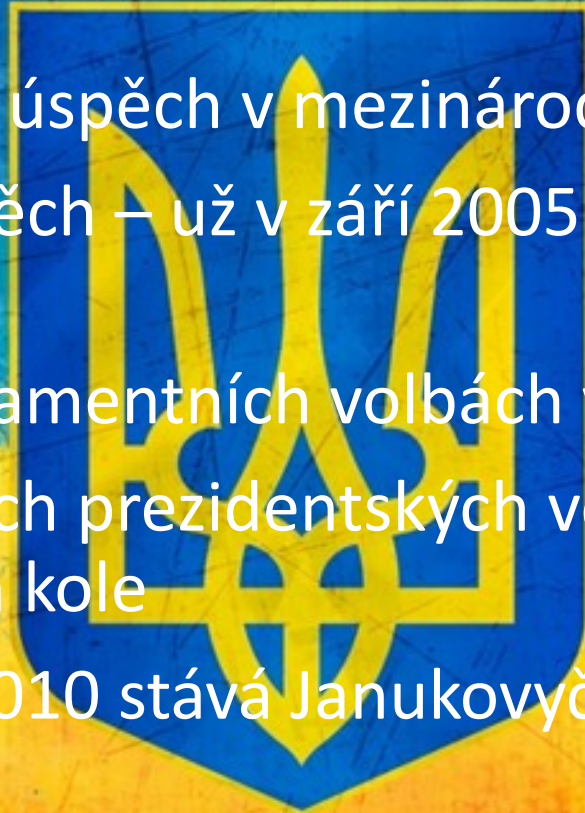 úspěch v mezinárod
ěch – už v září 2005
amentních volbách v
ch prezidentských vo
kole
010 stává Janukovyč